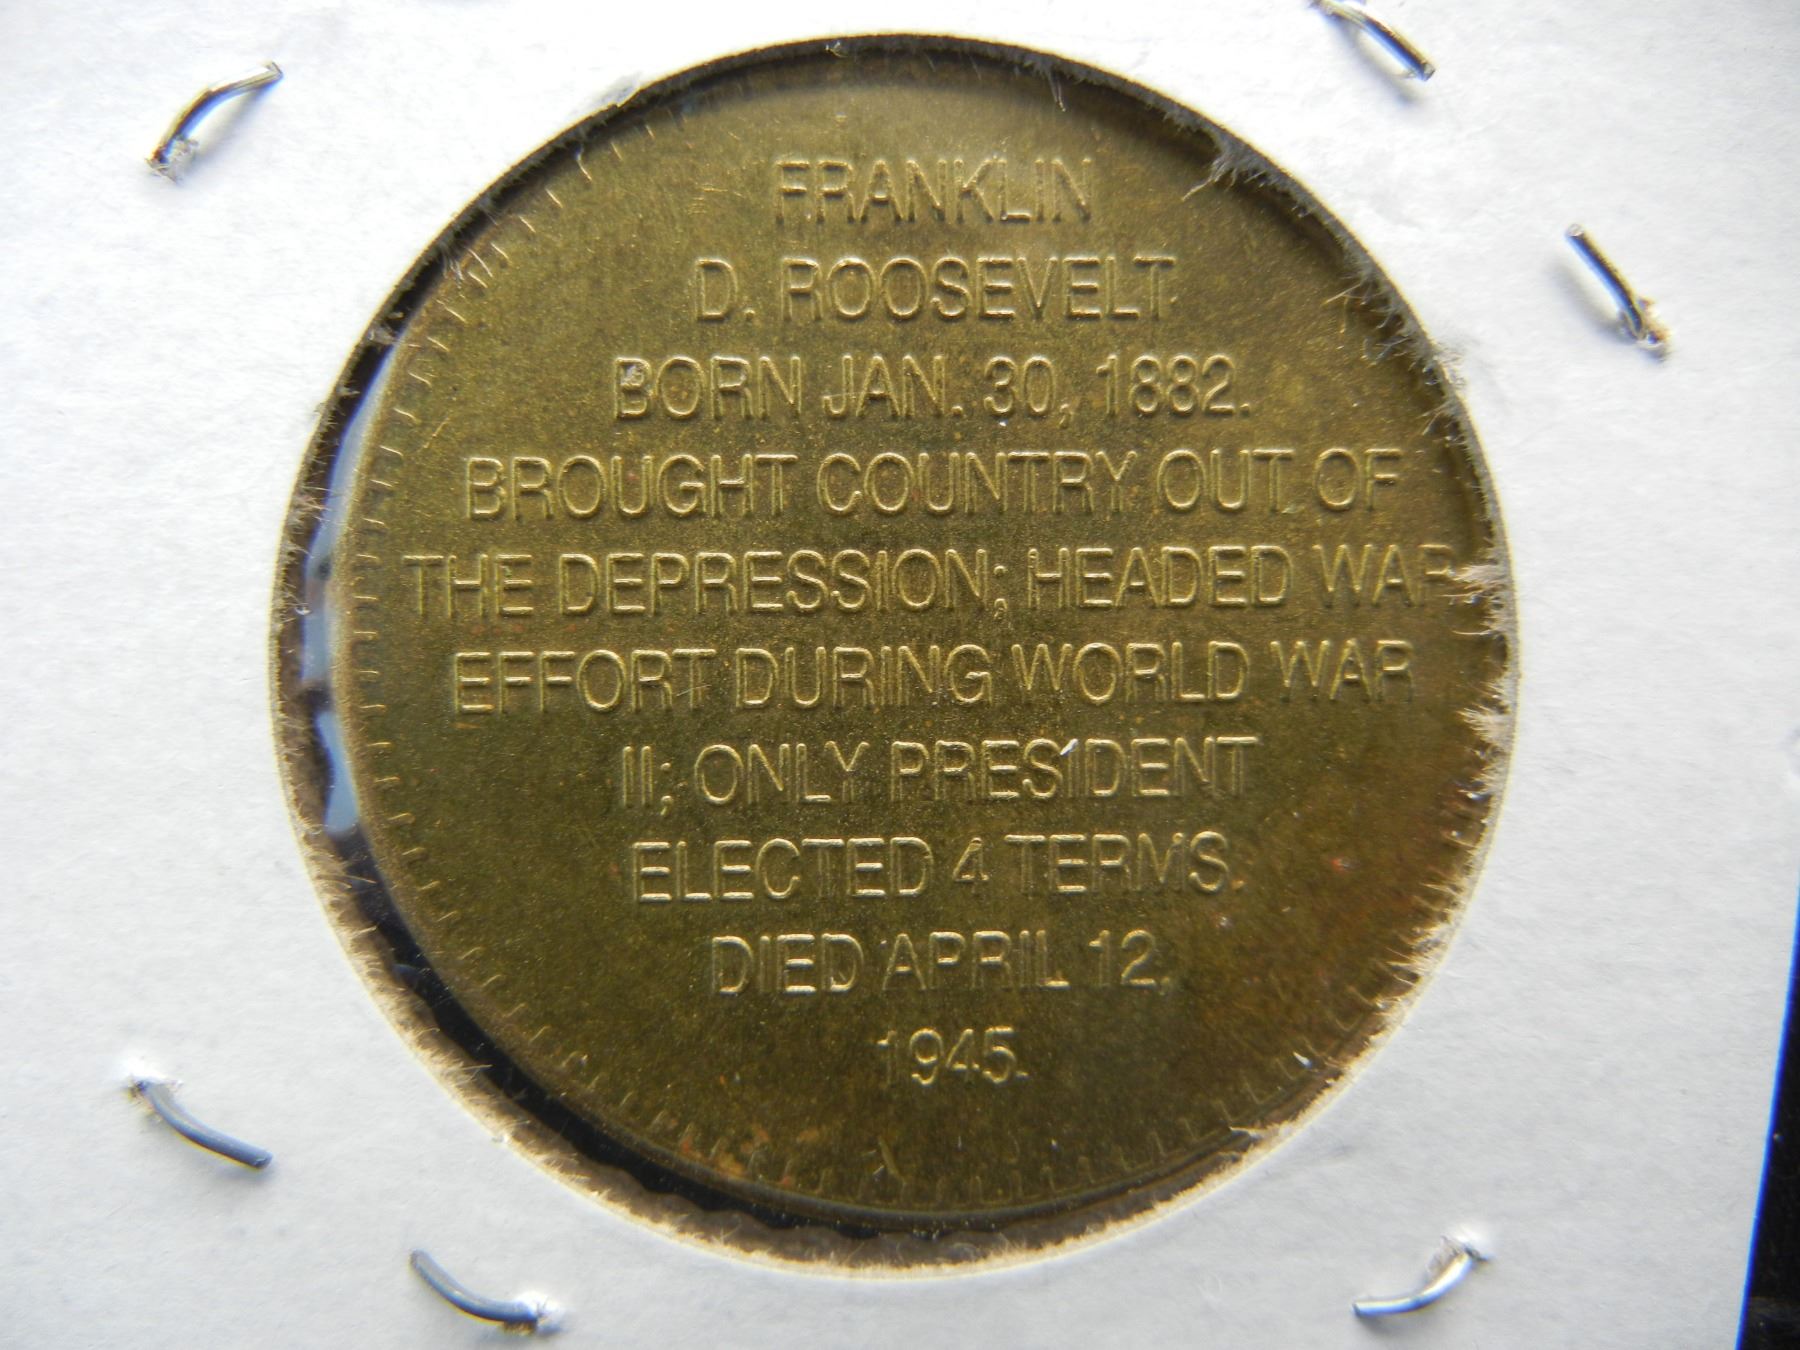 FRANKLIN
D. ROOSEVELT
BORN JAN. 30, 1882.
BROUGHT COUNTRY OUT OF
THE DEPRESSION; HEADED WAR
EFFORT DURING WORLD WAR
II; ONLY PRESIDENT
ELECTED 4 TERMS.
DIED APRIL 12,
1945.